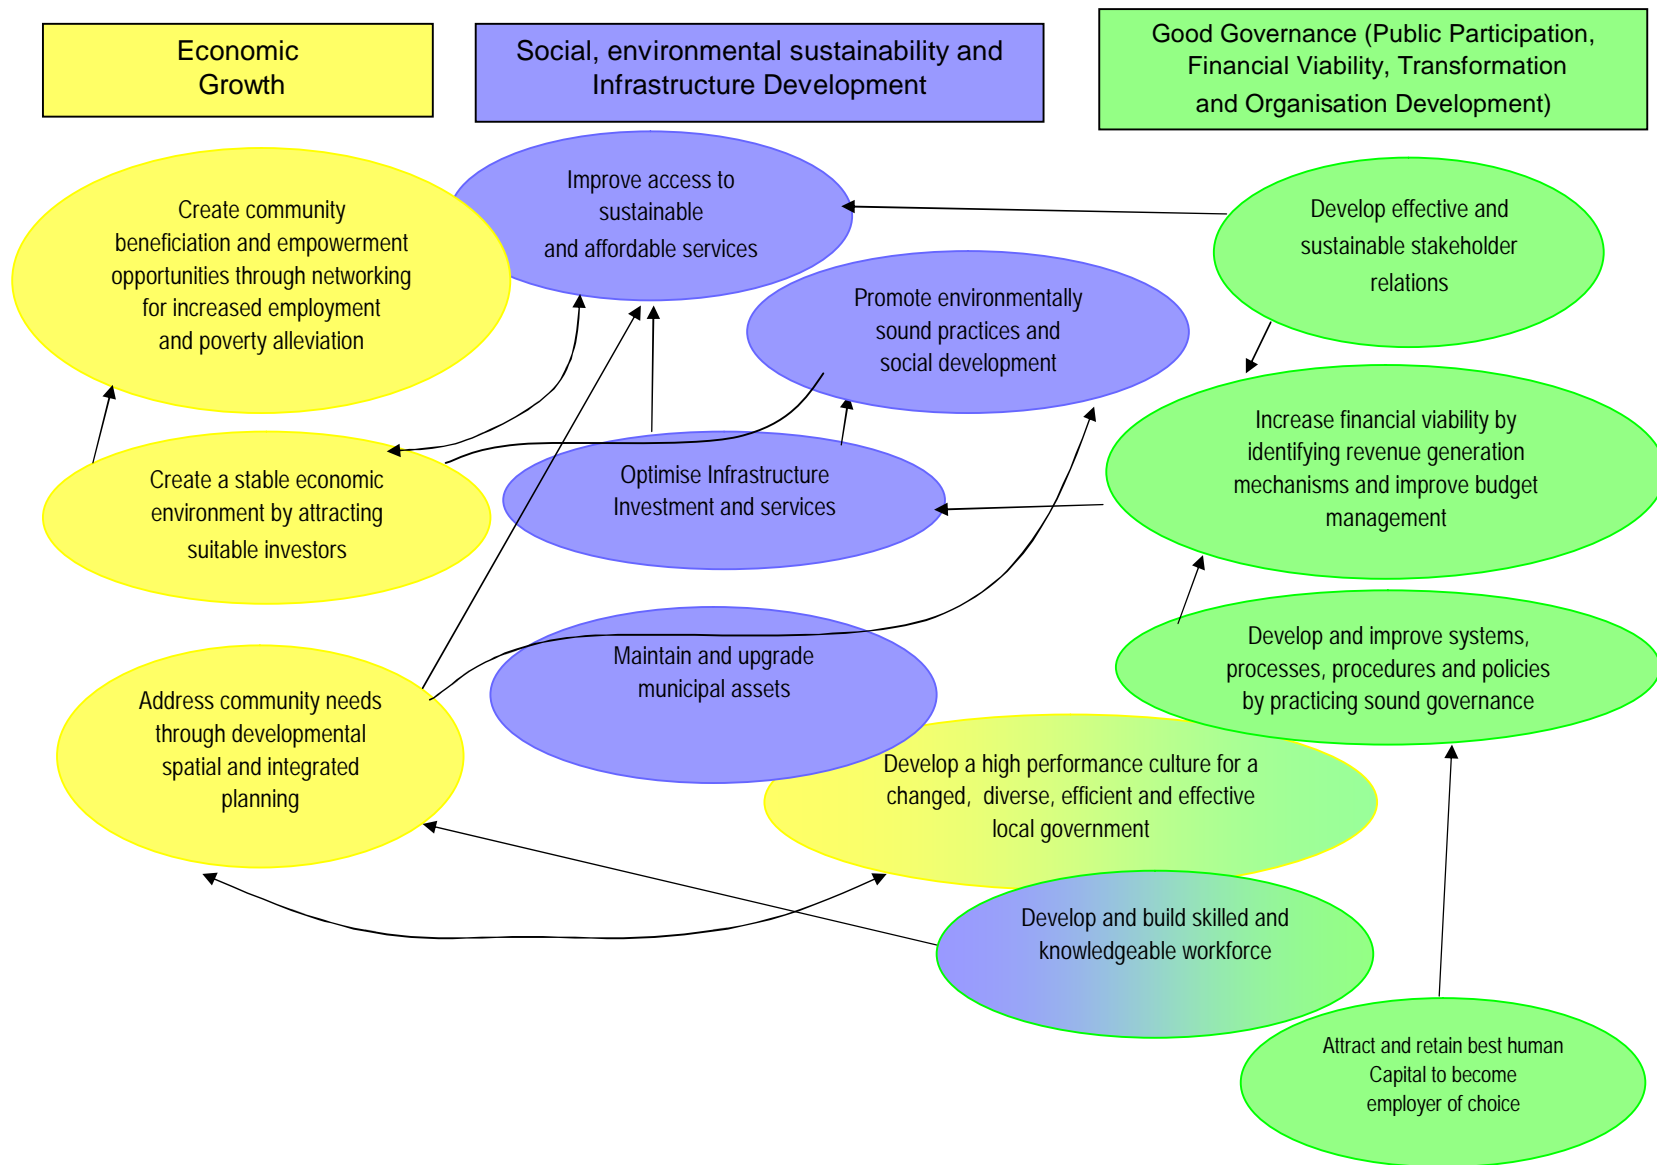 Economic
Growth
Social, environmental sustainability and
Infrastructure Development
Good Governance (Public Participation,
Financial Viability, Transformation
and Organisation Development)
Create community
beneficiation and empowerment
opportunities through networking
for increased employment
and poverty alleviation
Improve access to
sustainable
and affordable services
Develop effective and
sustainable stakeholder
relations
Promote environmentally
sound practices and
social development
Create a stable economic
environment by attracting
suitable investors
Optimise Infrastructure
Investment and services
Increase financial viability by
identifying revenue generation
mechanisms and improve budget
management
Address community needs
through developmental
spatial and integrated
planning
Maintain and upgrade
municipal assets
Develop and improve systems,
processes, procedures and policies
by practicing sound governance
Develop a high performance culture for a
changed, diverse, efficient and effective
local government
Develop and build skilled and
knowledgeable workforce
Attract and retain best human
Capital to become
employer of choice